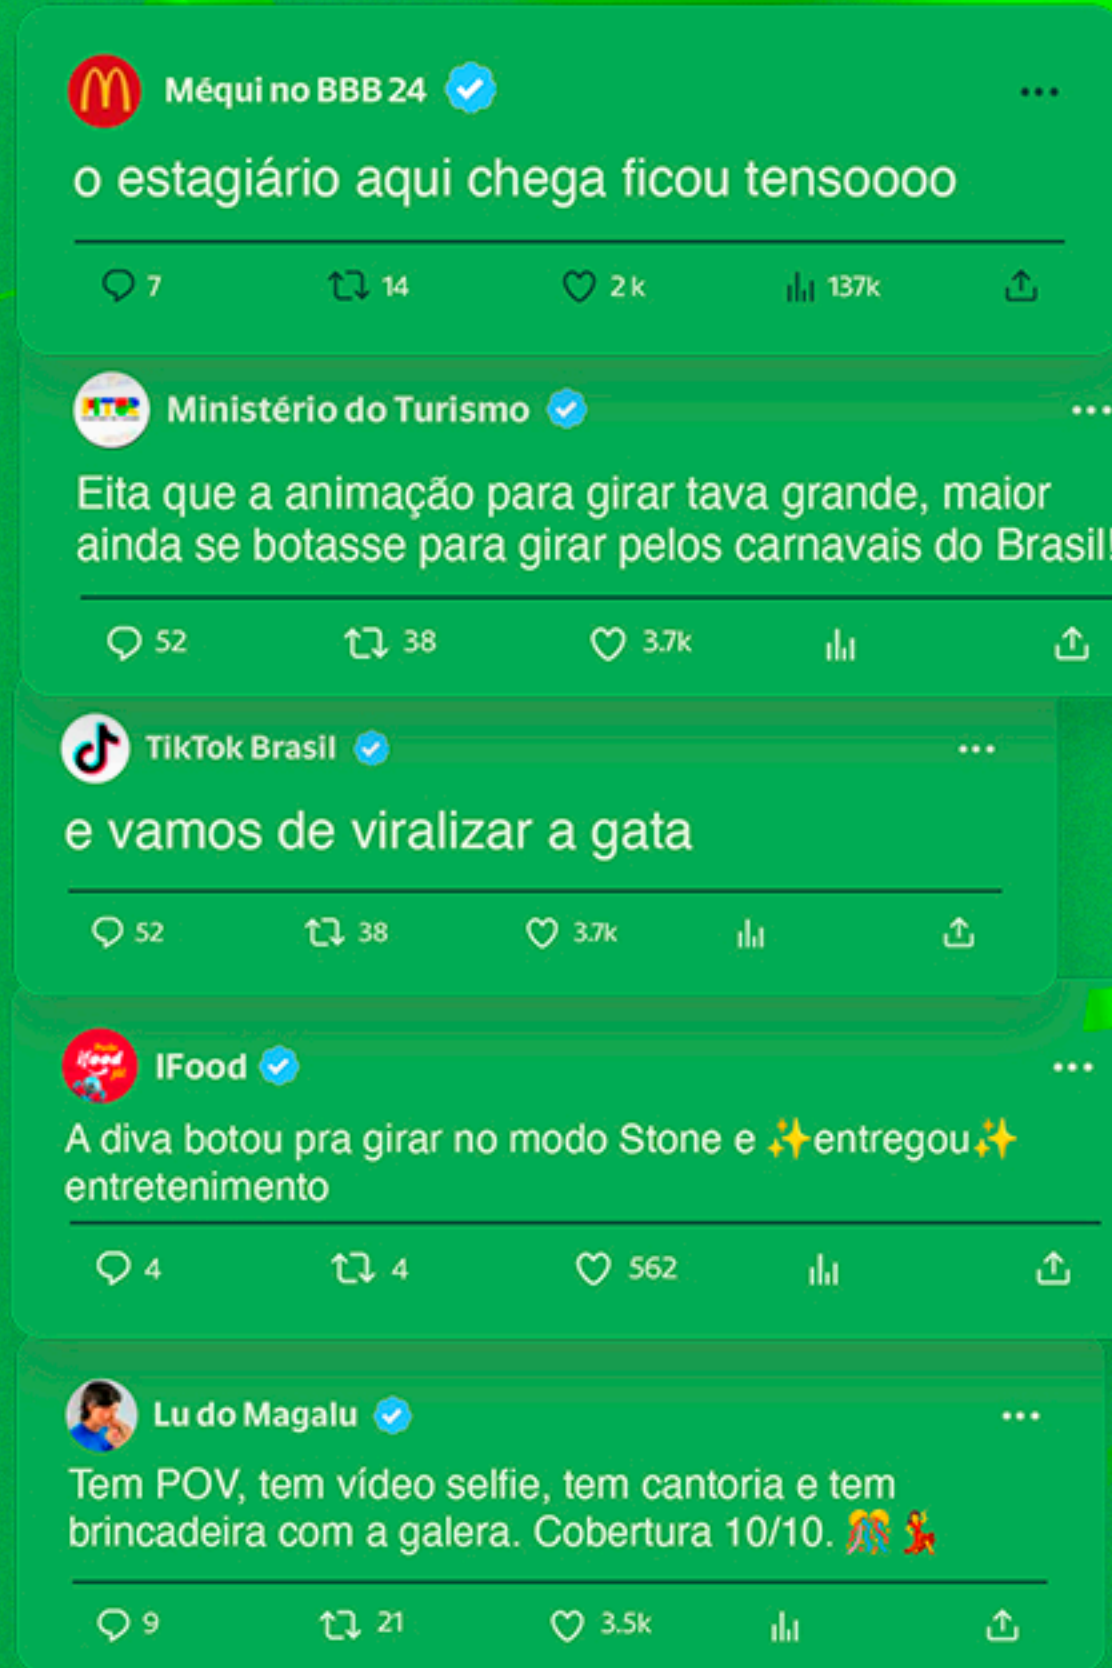 Méqui no BBB 24
o estagiário aqui chega ficou tensoooo
7 14 2 k 137k
Ministério do Turismo
Eita que a animação para girar tava grande, maior
ainda se botasse para girar pelos carnavais do Brasil!
52 38 3.7k
TikTok Brasil
e vamos de viralizar a gata
52 38 3.7k
IFood
A diva botou pra girar no modo Stone e ✨entregou✨
entretenimento
4 4 562
Lu do Magalu
Tem POV, tem vídeo selfie, tem cantoria e tem
brincadeira com a galera. Cobertura 10/10. 🎊💃
9 21 3.5k